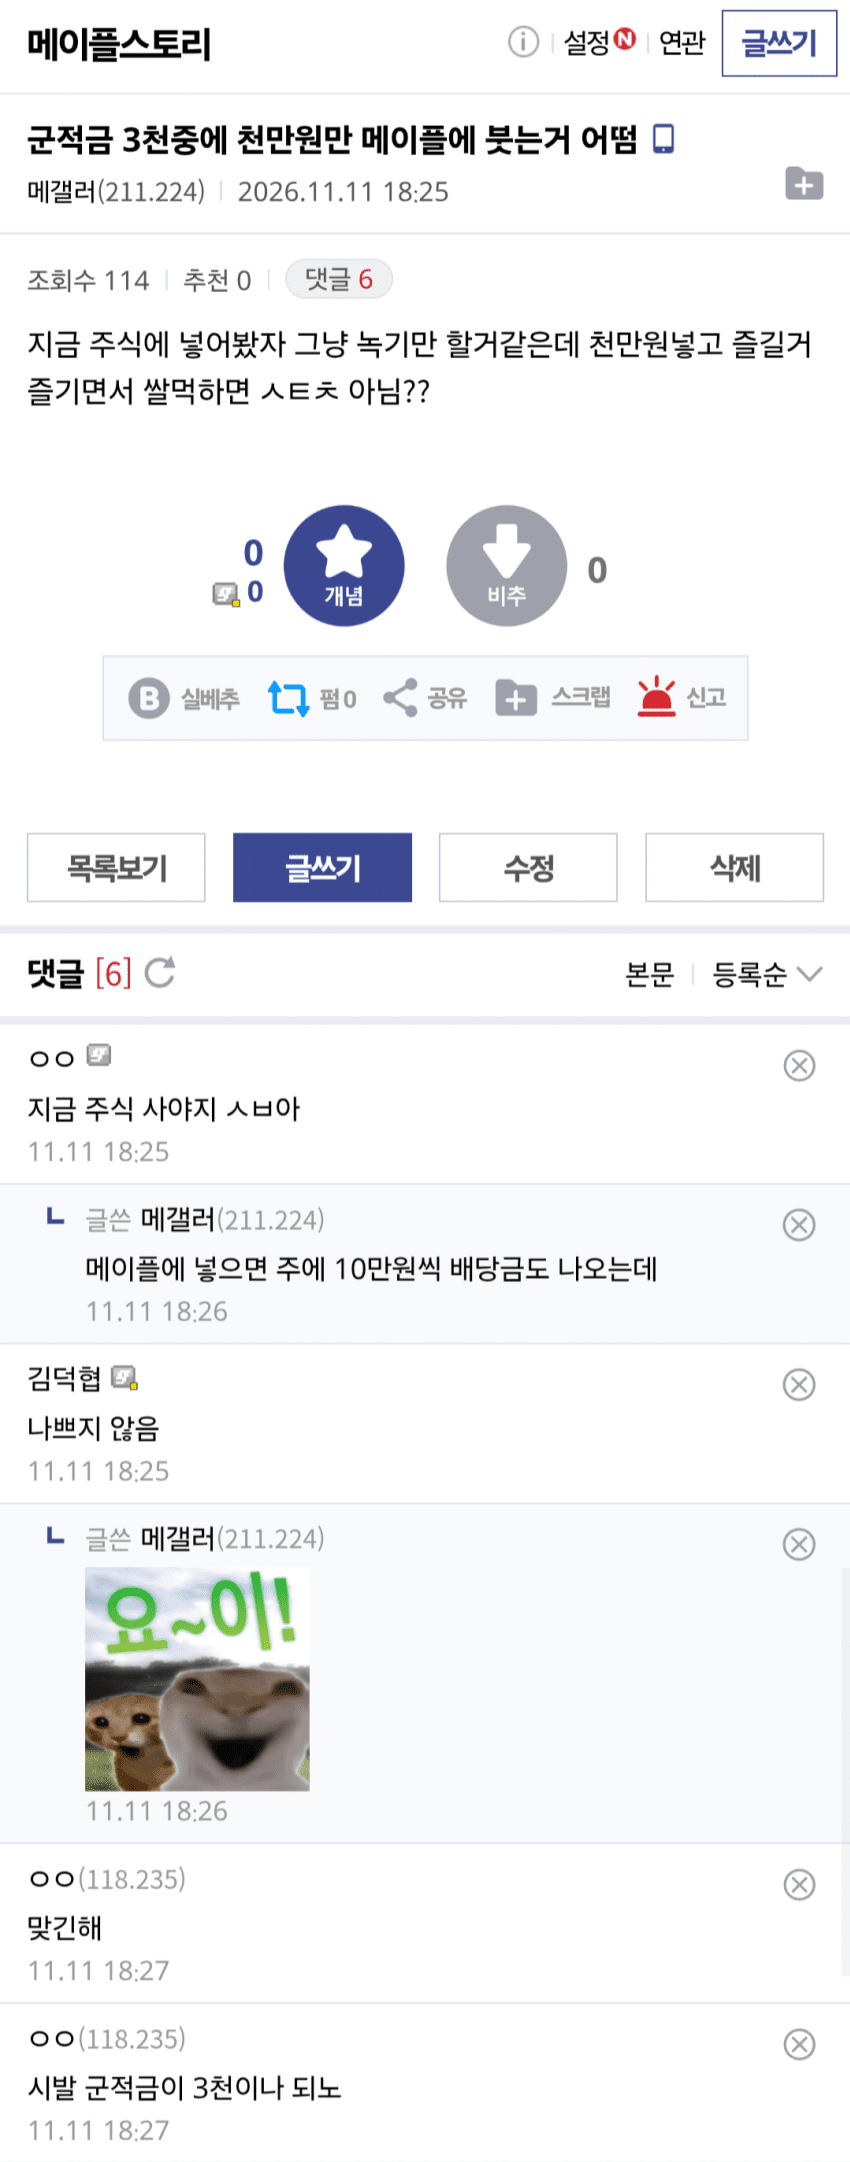 메이플스토리
설정 N 연관 글쓰기
군적금 3천중에 천만원만 메이플에 붓는거 어떰
메갤러(211.224) 2026.11.11 18:25
조회수 114 추천 0 댓글 6
지금 주식에 넣어봤자 그냥 녹기만 할거같은데 천만원넣고 즐길거
즐기면서 쌀먹하면 ㅅㅌㅊ 아님??
0
0
개념
비추
0
실베추 펌 0 공유 스크랩 신고
목록보기 글쓰기 수정 삭제
댓글 [6] 본문 등록순
ㅇㅇ
지금 주식 사야지 ㅅㅂ아
11.11 18:25
글쓴 메갤러(211.224)
메이플에 넣으면 주에 10만원씩 배당금도 나오는데
11.11 18:26
김덕협
나쁘지 않음
11.11 18:25
글쓴 메갤러(211.224)
요~이!
11.11 18:26
ㅇㅇ(118.235)
맞긴해
11.11 18:27
ㅇㅇ(118.235)
시발 군적금이 3천이나 되노
11.11 18:27